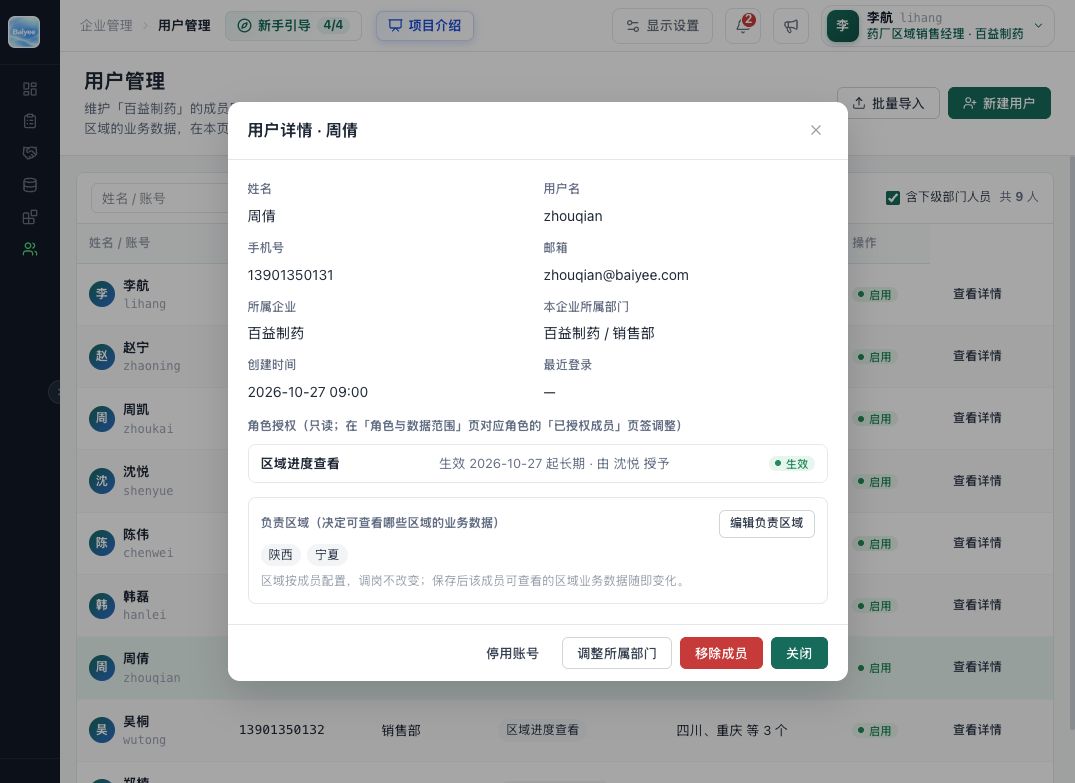 Baiyee
企业管理 › 用户管理 新手引导 4/4 项目介绍 显示设置 2 李 李航 lihang
药厂区域销售经理 · 百益制药
用户管理
维护「百益制药」的成员
区域的业务数据，在本页
批量导入 新建用户
姓名 / 账号
含下级部门人员 共 9 人
姓名 / 账号 操作
李 李航 lihang 启用 查看详情
赵 赵宁 zhaoning 启用 查看详情
周 周凯 zhoukai 启用 查看详情
沈 沈悦 shenyue 启用 查看详情
陈 陈伟 chenwei 启用 查看详情
韩 韩磊 hanlei 启用 查看详情
周 周倩 zhouqian 启用 查看详情
吴 吴桐 wutong 13901350132 销售部 区域进度查看 四川、重庆 等 3 个 启用 查看详情
用户详情 · 周倩
姓名 用户名
周倩 zhouqian
手机号 邮箱
13901350131 zhouqian@baiyee.com
所属企业 本企业所属部门
百益制药 百益制药 / 销售部
创建时间 最近登录
2026-10-27 09:00 —
角色授权（只读；在「角色与数据范围」页对应角色的「已授权成员」页签调整）
区域进度查看 生效 2026-10-27 起长期 · 由 沈悦 授予 生效
负责区域（决定可查看哪些区域的业务数据） 编辑负责区域
陕西 宁夏
区域按成员配置，调岗不改变；保存后该成员可查看的区域业务数据随即变化。
停用账号 调整所属部门 移除成员 关闭